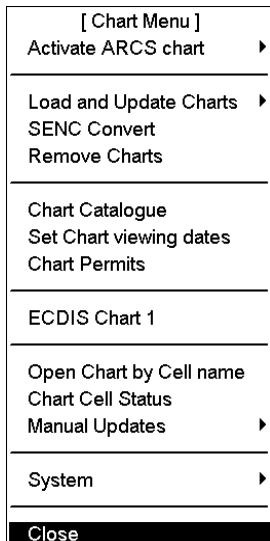 [ Chart Menu ]
Activate ARCS chart
Load and Update Charts
SENC Convert
Remove Charts
Chart Catalogue
Set Chart viewing dates
Chart Permits
ECDIS Chart 1
Open Chart by Cell name
Chart Cell Status
Manual Updates
System
Close